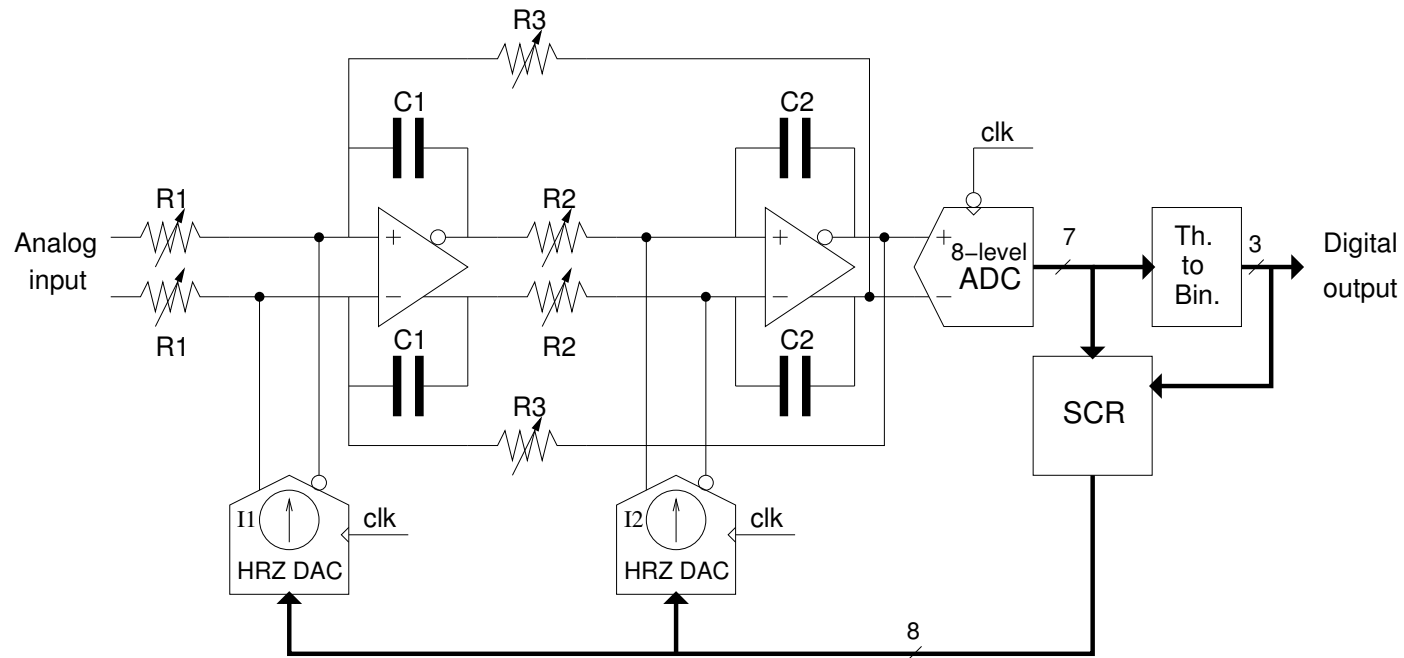 R3
C1
C2
clk
R1
R2
Analog
input
+
−
+
−
+
−
8−level
ADC
7
Th.
to
Bin.
3
Digital
output
R1
C1
R2
C2
SCR
R3
I1
HRZ DAC
clk
I2
HRZ DAC
clk
8